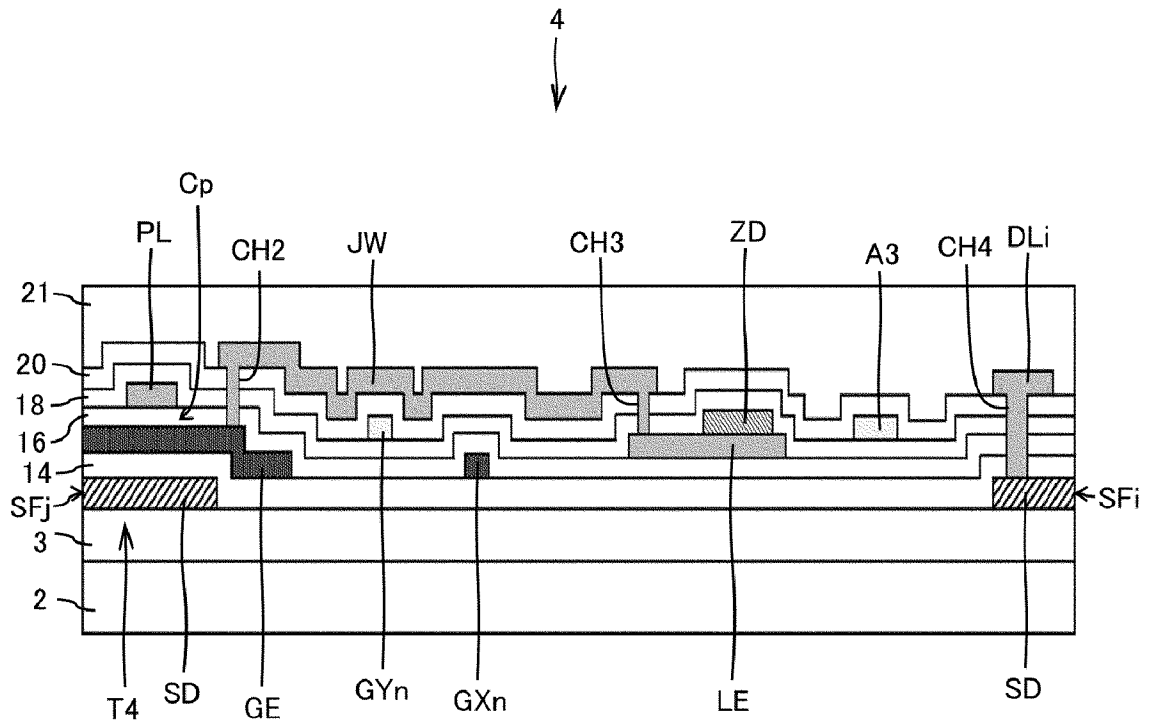 4
Cp
PL
CH2
JW
CH3
ZD
A3
CH4
DLi
21
20
18
16
14
SFj
SFi
3
2
T4
SD
GE
GYn
GXn
LE
SD